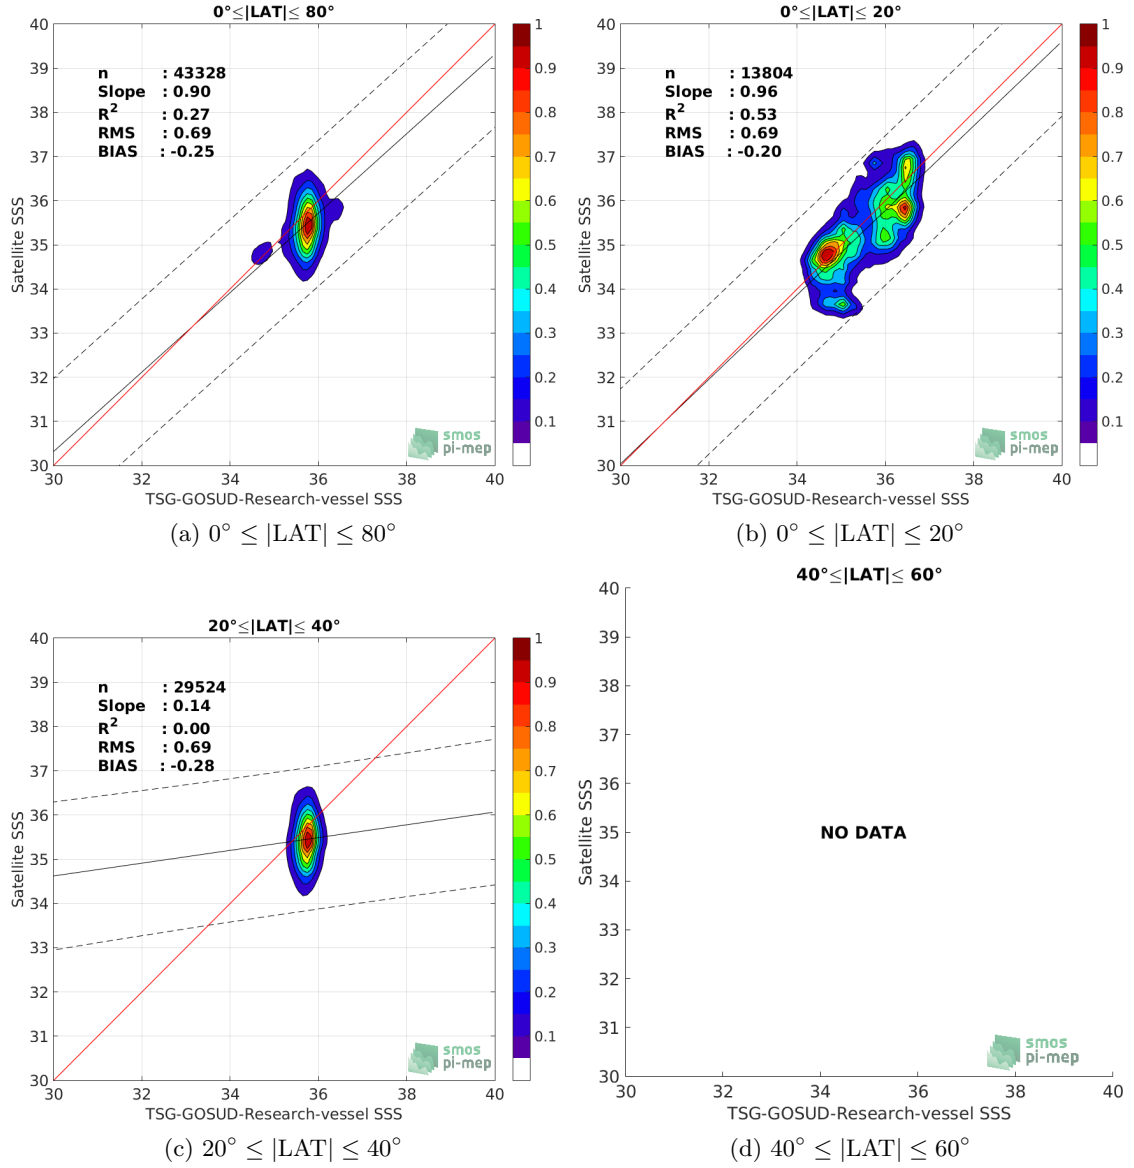 0°≤|LAT|≤ 80°
n : 43328
Slope : 0.90
R2 : 0.27
RMS : 0.69
BIAS : -0.25
40
39
38
37
36
35
34
33
32
31
30
Satellite SSS
30 32 34 36 38 40
TSG-GOSUD-Research-vessel SSS
1
0.9
0.8
0.7
0.6
0.5
0.4
0.3
0.2
0.1
smos
pi-mep
(a) 0° ≤ |LAT| ≤ 80°
0°≤|LAT|≤ 20°
n : 13804
Slope : 0.96
R2 : 0.53
RMS : 0.69
BIAS : -0.20
40
39
38
37
36
35
34
33
32
31
30
Satellite SSS
30 32 34 36 38 40
TSG-GOSUD-Research-vessel SSS
1
0.9
0.8
0.7
0.6
0.5
0.4
0.3
0.2
0.1
smos
pi-mep
(b) 0° ≤ |LAT| ≤ 20°
20°≤|LAT|≤ 40°
n : 29524
Slope : 0.14
R2 : 0.00
RMS : 0.69
BIAS : -0.28
40
39
38
37
36
35
34
33
32
31
30
Satellite SSS
30 32 34 36 38 40
TSG-GOSUD-Research-vessel SSS
1
0.9
0.8
0.7
0.6
0.5
0.4
0.3
0.2
0.1
smos
pi-mep
(c) 20° ≤ |LAT| ≤ 40°
40°≤|LAT|≤ 60°
40
39
38
37
36
35
34
33
32
31
30
Satellite SSS
NO DATA
30 32 34 36 38 40
TSG-GOSUD-Research-vessel SSS
smos
pi-mep
(d) 40° ≤ |LAT| ≤ 60°